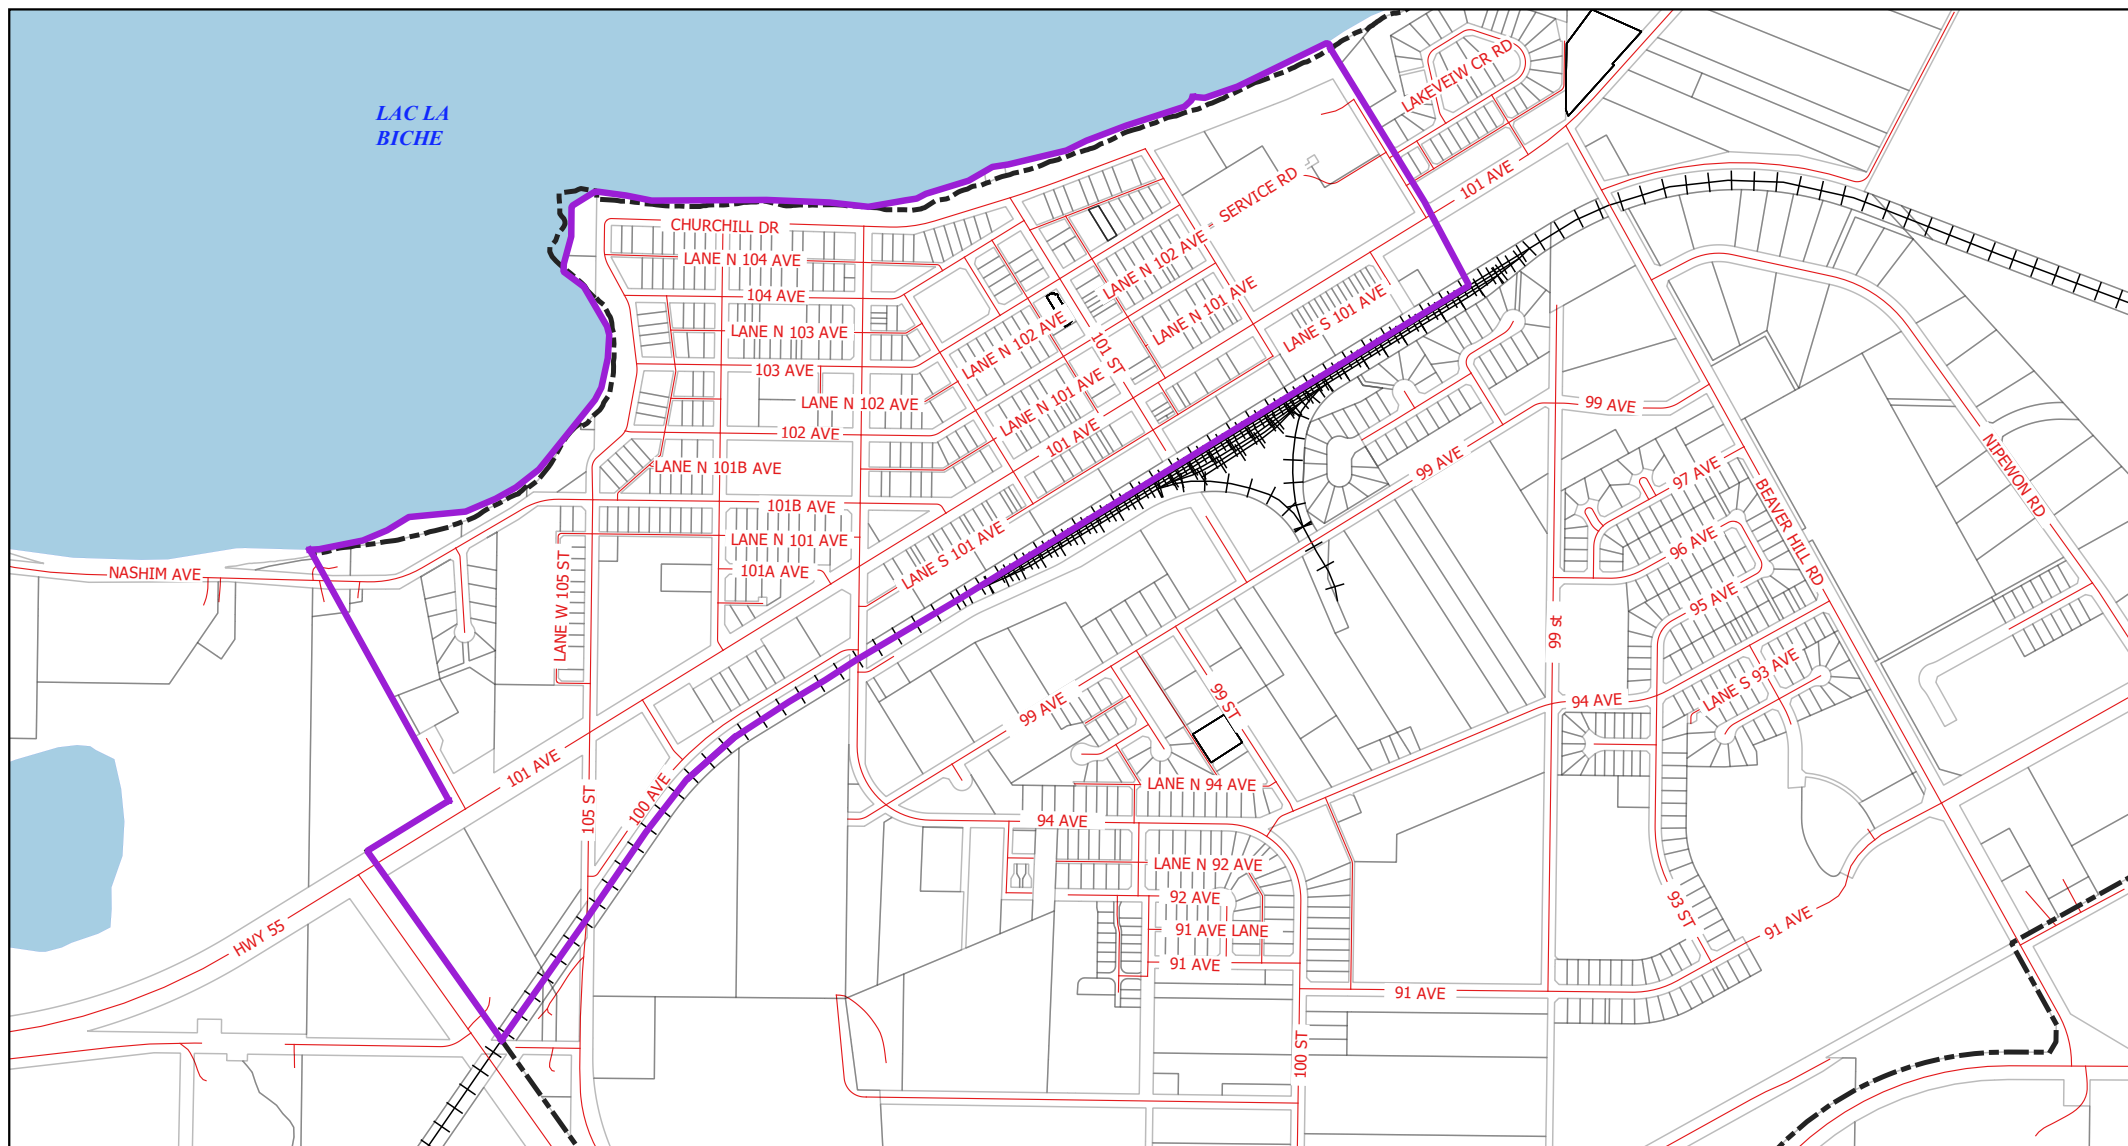 LAC LA
BICHE
LAKEVEIW CR RD
SERVICE RD
101 AVE
CHURCHILL DR
LANE N 104 AVE
LANE N 102 AVE
104 AVE
LANE N 101 AVE
LANE S 101 AVE
LANE N 103 AVE
LANE N 102 AVE
101 ST
103 AVE
LANE N 102 AVE
LANE N 101 AVE
99 AVE
102 AVE
101 AVE
LANE N 101B AVE
99 AVE
97 AVE
NIPEWON RD
101B AVE
BEAVER HILL RD
LANE N 101 AVE
LANE S 101 AVE
96 AVE
NASHIM AVE
101A AVE
LANE W 105 ST
95 AVE
99 st
LANE S 93 AVE
99 AVE
99 ST
94 AVE
101 AVE
105 ST
100 AVE
LANE N 94 AVE
94 AVE
LANE N 92 AVE
92 AVE
93 ST
91 AVE
HWY 55
91 AVE LANE
91 AVE
91 AVE
100 ST